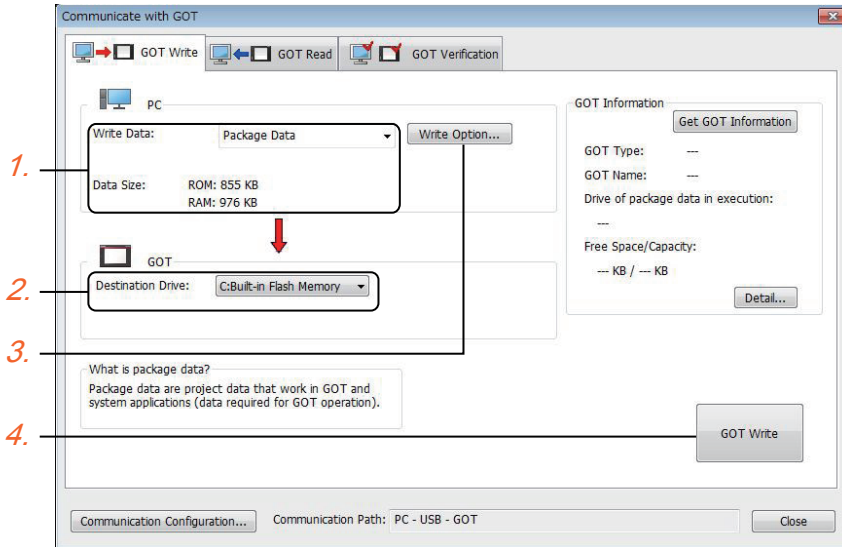 Communicate with GOT
GOT Write
GOT Read
GOT Verification
PC
Write Data:
Package Data
Write Option...
Data Size:
ROM: 855 KB
RAM: 976 KB
GOT
Destination Drive:
C:Built-in Flash Memory
What is package data?
Package data are project data that work in GOT and
system applications (data required for GOT operation).
GOT Information
Get GOT Information
GOT Type: ---
GOT Name: ---
Drive of package data in execution:
---
Free Space/Capacity:
--- KB / --- KB
Detail...
GOT Write
Communication Configuration...
Communication Path: PC - USB - GOT
Close
1.
2.
3.
4.